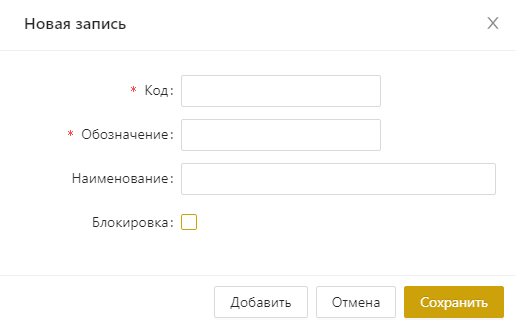 Новая запись
* Код:
* Обозначение:
Наименование:
Блокировка:
Добавить Отмена Сохранить